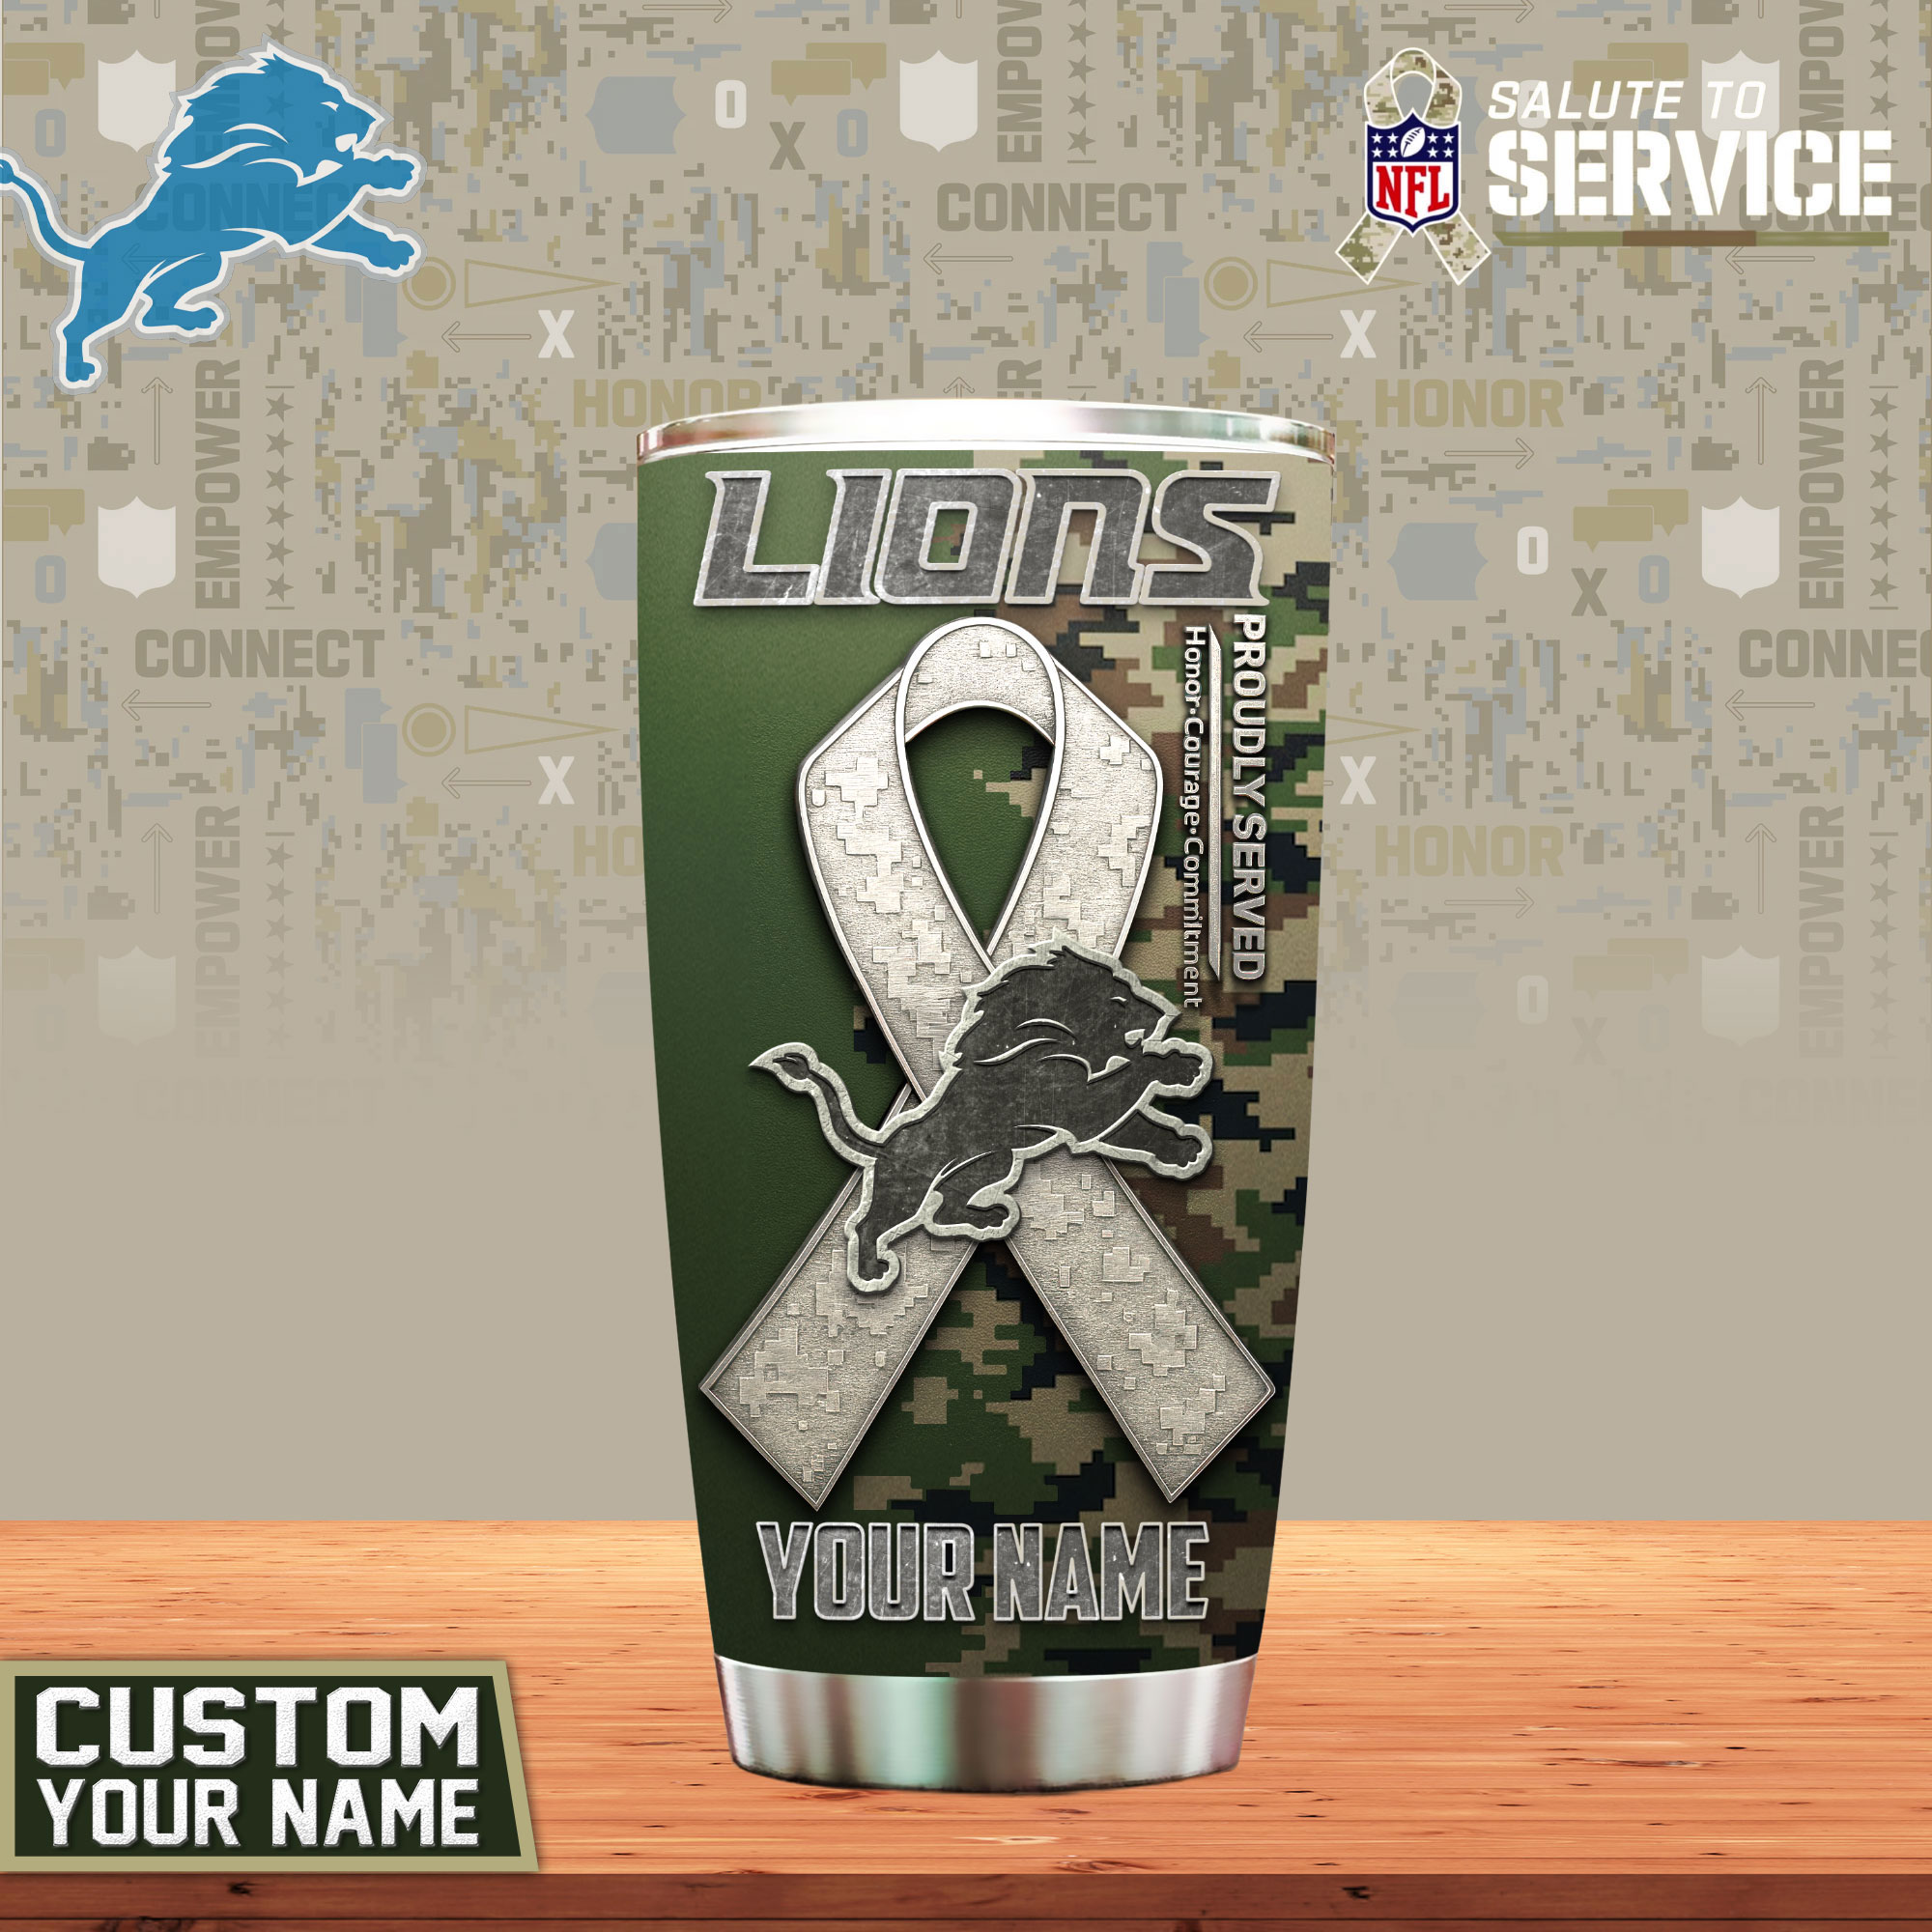 SALUTE TO
SERVICE
NFL
EMPOWER
CONNECT
HONOR
X
O
LIONS
PROUDLY SERVED
Honor•Courage•Commitment
YOUR NAME
CUSTOM
YOUR NAME